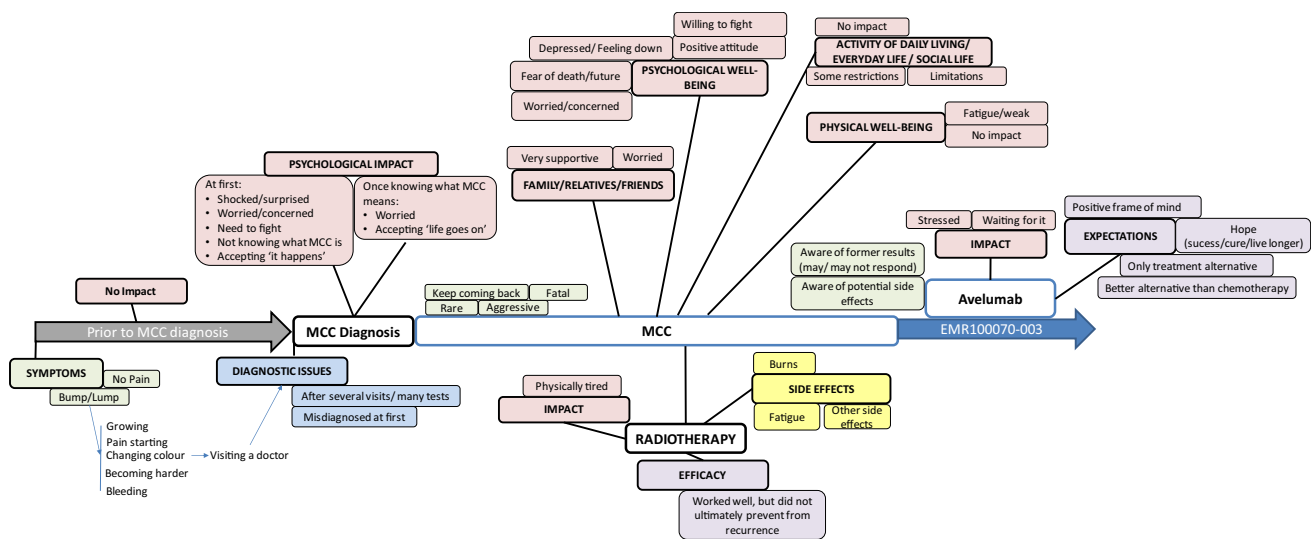 Willing to fight
Depressed/ Feeling down
Positive attitude
Fear of death/future
PSYCHOLOGICAL WELL-
BEING
Worried/concerned
No impact
ACTIVITY OF DAILY LIVING/
EVERYDAY LIFE / SOCIAL LIFE
Some restrictions
Limitations
PHYSICAL WELL-BEING
Fatigue/weak
No impact
Very supportive
Worried
FAMILY/RELATIVES/FRIENDS
PSYCHOLOGICAL IMPACT
At first:
• Shocked/surprised
• Worried/concerned
• Need to fight
• Not knowing what MCC is
• Accepting ‘it happens’
Once knowing what MCC
means:
• Worried
• Accepting ‘life goes on’
Stressed
Waiting for it
IMPACT
Positive frame of mind
EXPECTATIONS
Hope
(sucess/cure/live longer)
Only treatment alternative
Better alternative than chemotherapy
Aware of former results
(may/ may not respond)
Aware of potential side
effects
Avelumab
No Impact
Keep coming back
Fatal
Rare
Aggressive
Prior to MCC diagnosis
MCC Diagnosis
MCC
EMR100070-003
SYMPTOMS
No Pain
Bump/Lump
Growing
Pain starting
Changing colour
Becoming harder
Bleeding
Visiting a doctor
DIAGNOSTIC ISSUES
After several visits/ many tests
Misdiagnosed at first
Physically tired
IMPACT
RADIOTHERAPY
Burns
SIDE EFFECTS
Fatigue
Other side
effects
EFFICACY
Worked well, but did not
ultimately prevent from
recurrence